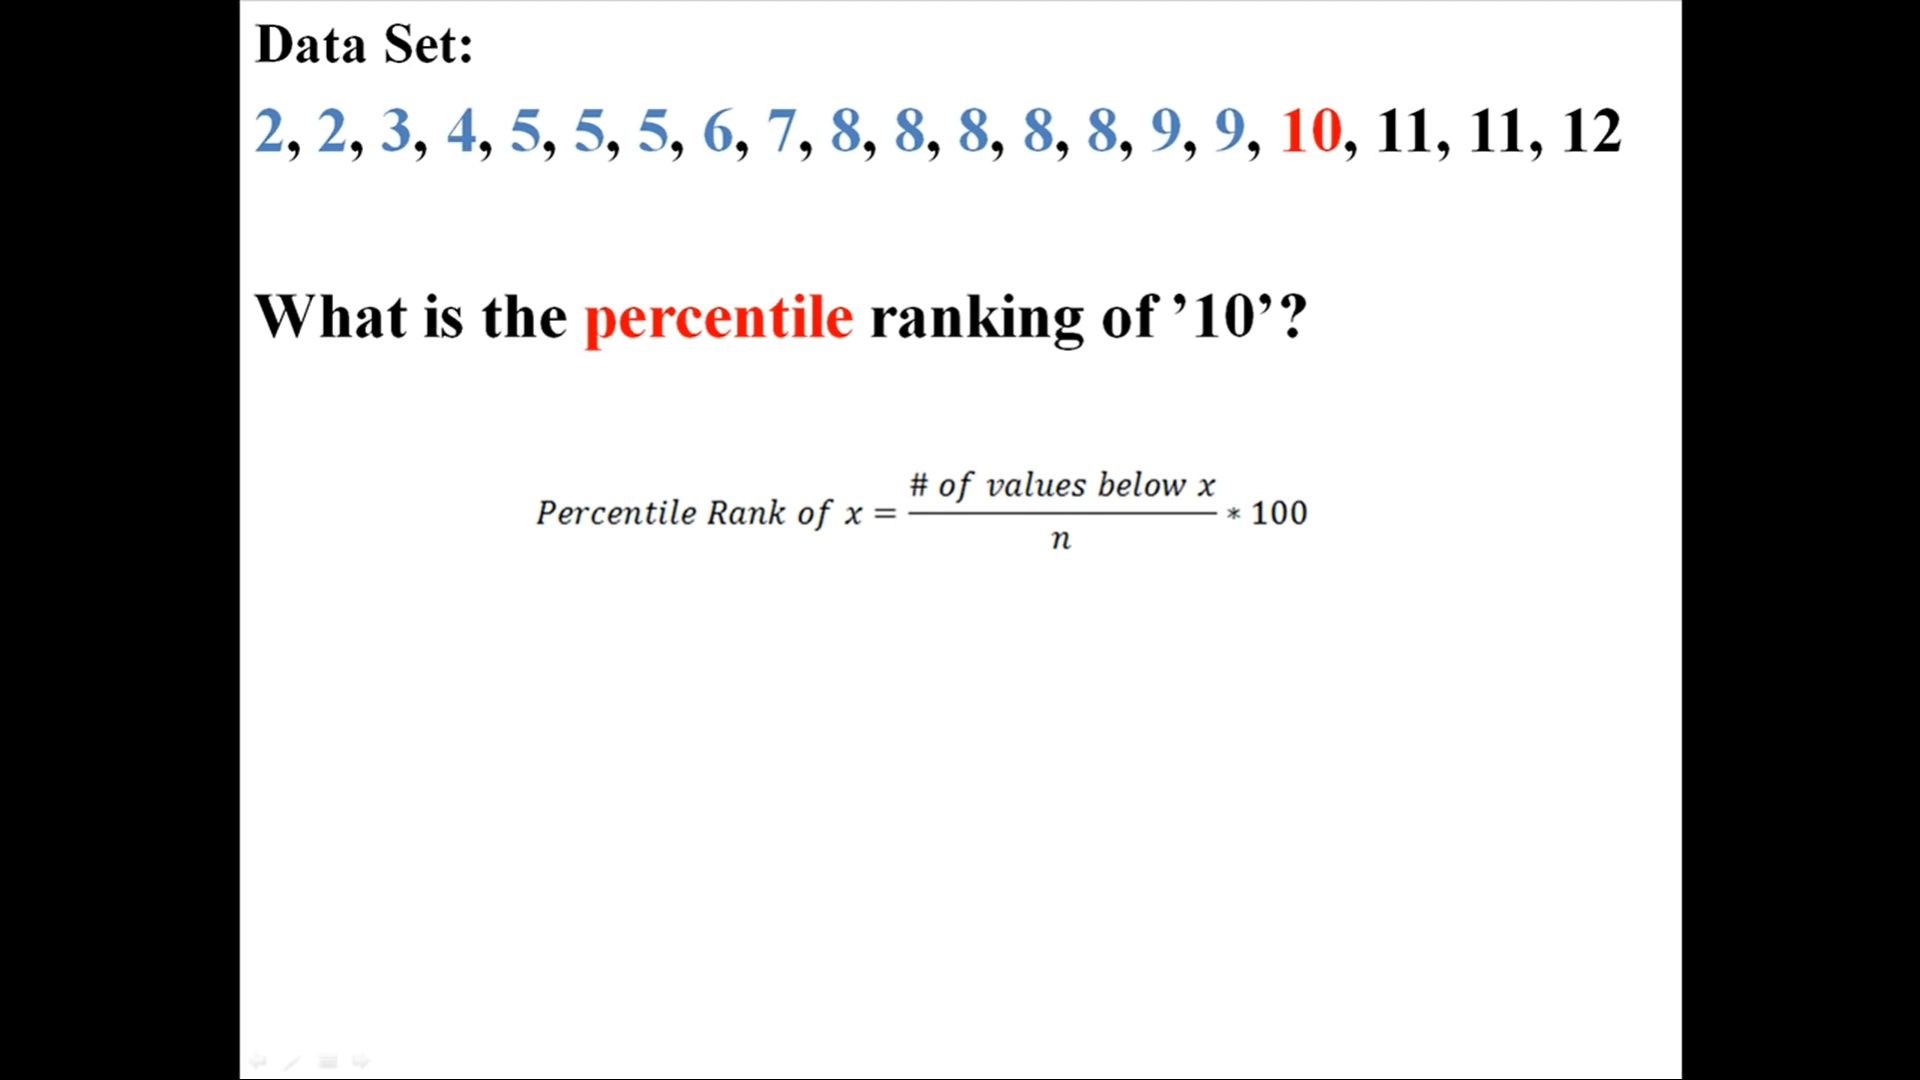 Data Set:
2, 2, 3, 4, 5, 5, 5, 6, 7, 8, 8, 8, 8, 8, 9, 9, 10, 11, 11, 12
What is the percentile ranking of ’10’?
# of values below x
Percentile Rank of x = ――― * 100
n